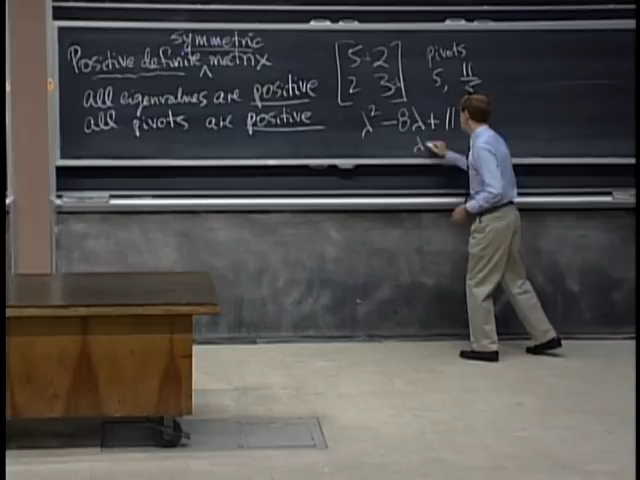 symmetric
Positive definite ^ matrix
all eigenvalues are positive
all pivots are positive
5 2
2 3
pivots
5, 11
λ² - 8λ + 11
λ